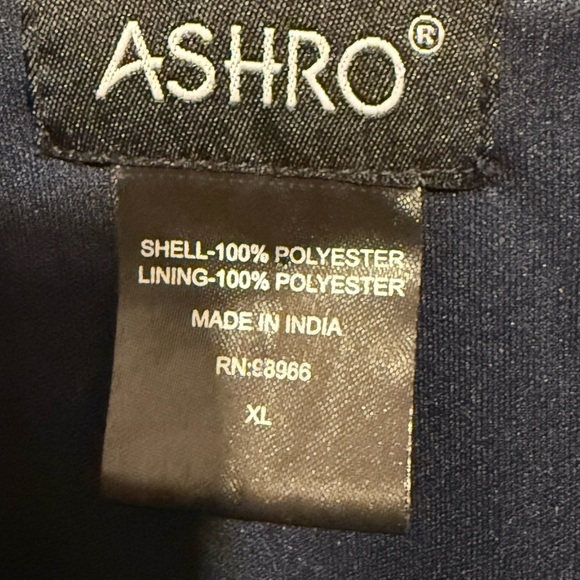 ASHRO®
SHELL-100% POLYESTER
LINING-100% POLYESTER
MADE IN INDIA
RN:98966
XL